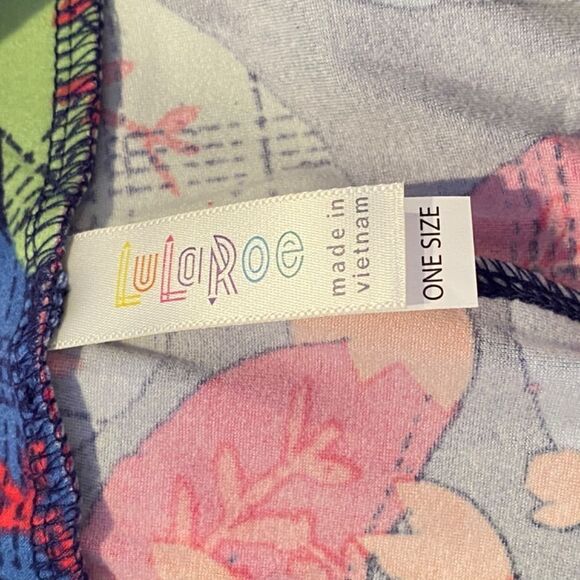 LuLaRoe
made in
vietnam
ONE SIZE